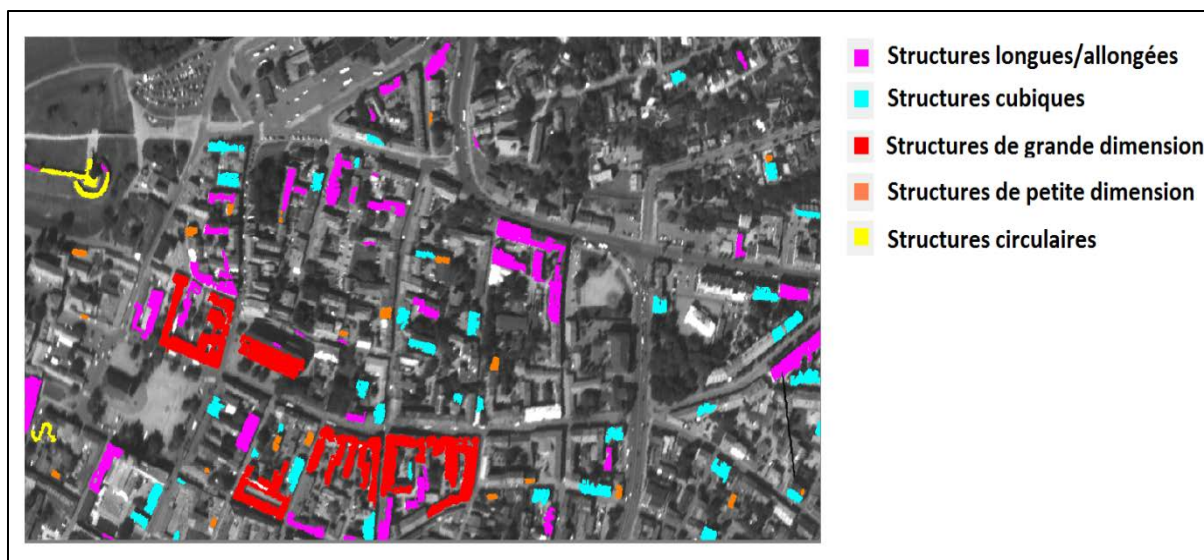 Structures longues/allongées
Structures cubiques
Structures de grande dimension
Structures de petite dimension
Structures circulaires